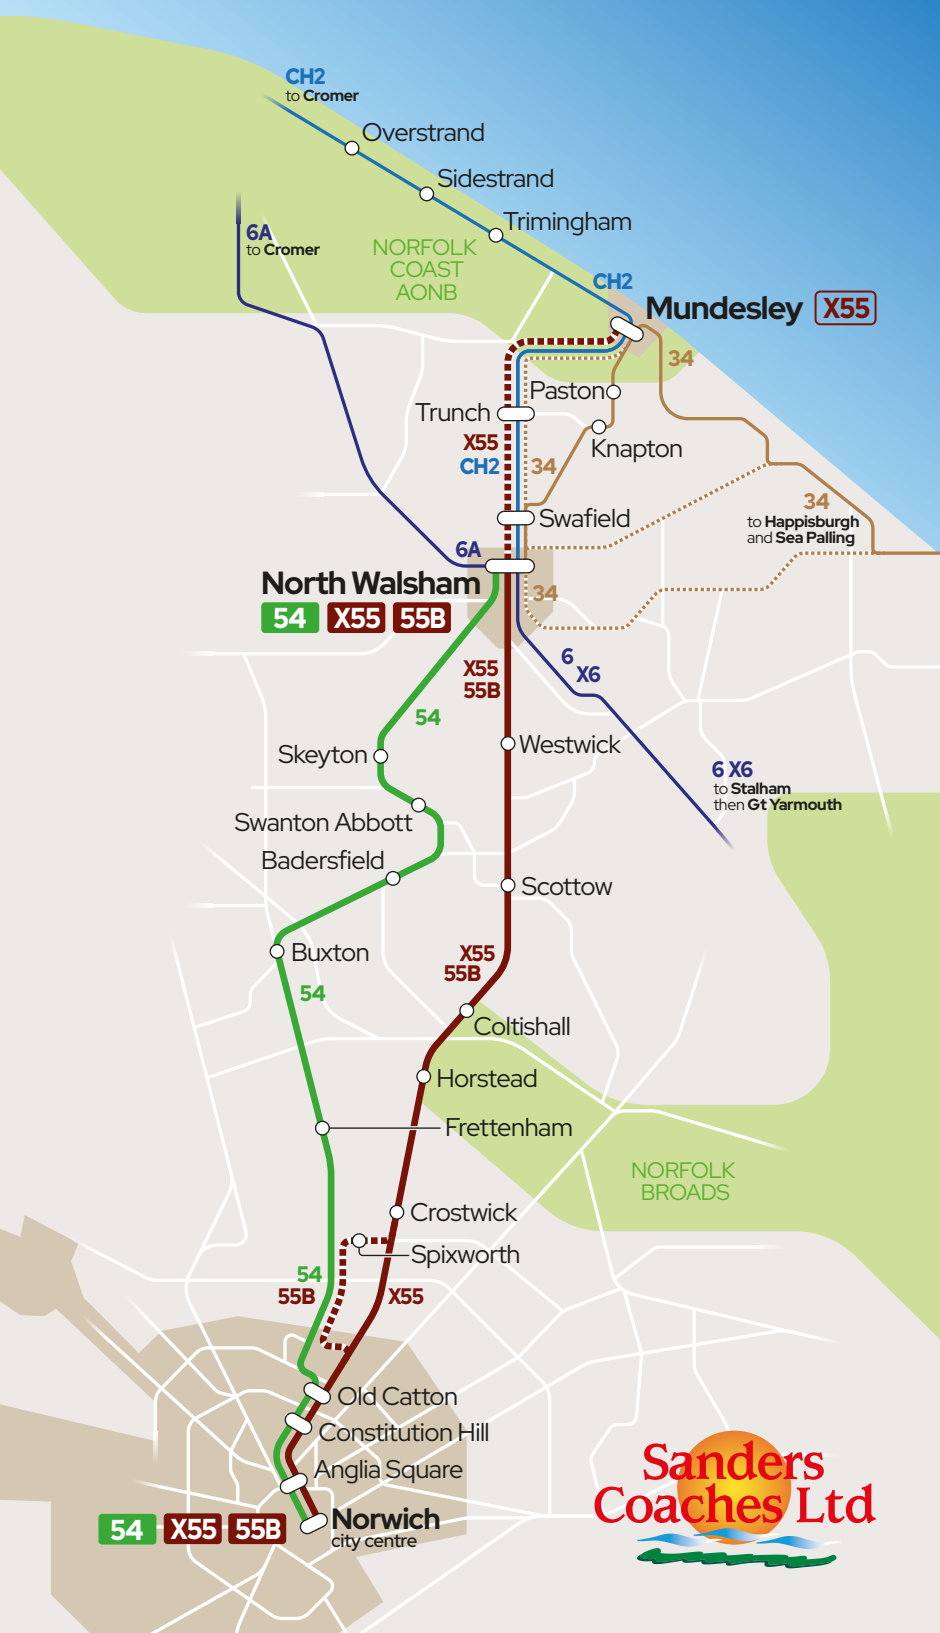 CH2
to Cromer
Overstrand
Sidestrand
Trimingham
6A
to Cromer
NORFOLK
COAST
AONB
CH2
Mundesley X55
34
Paston
Trunch
Knapton
X55
CH2
34
34
to Happisburgh
and Sea Palling
Swafield
6A
North Walsham
54 X55 55B
34
6
X6
X55
55B
54
Westwick
Skeyton
6 X6
to Stalham
then Gt Yarmouth
Swanton Abbott
Badersfield
Scottow
Buxton
X55
55B
54
Coltishall
Horstead
Frettenham
NORFOLK
BROADS
Crostwick
Spixworth
54
55B
X55
Old Catton
Constitution Hill
Anglia Square
Norwich
city centre
54 X55 55B
Sanders
Coaches Ltd